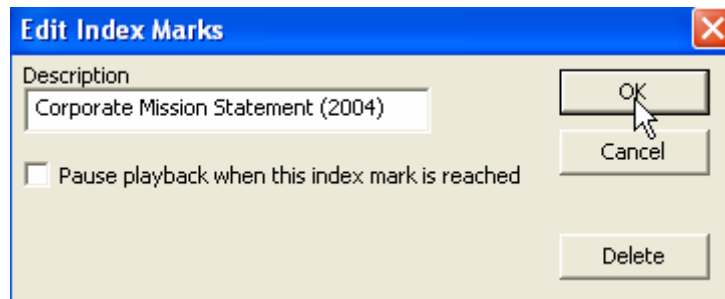 Edit Index Marks
Description
Corporate Mission Statement (2004)
OK
Cancel
Pause playback when this index mark is reached
Delete